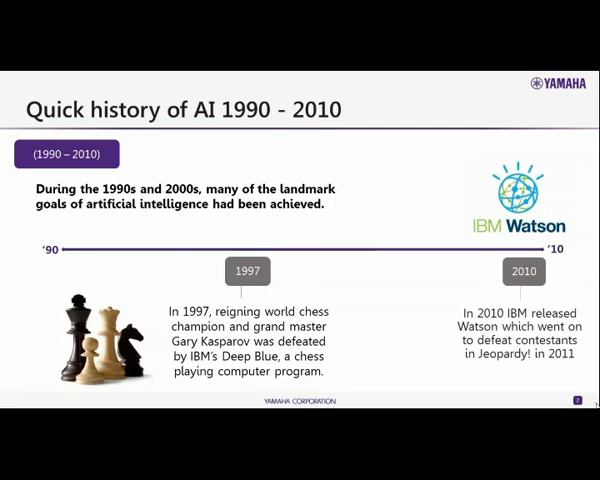 YAMAHA
Quick history of AI 1990 - 2010
(1990 – 2010)
During the 1990s and 2000s, many of the landmark
goals of artificial intelligence had been achieved.
IBM Watson
'90
'10
1997
2010
In 1997, reigning world chess
champion and grand master
Gary Kasparov was defeated
by IBM's Deep Blue, a chess
playing computer program.
In 2010 IBM released
Watson which went on
to defeat contestants
in Jeopardy! in 2011
YAMAHA CORPORATION
7